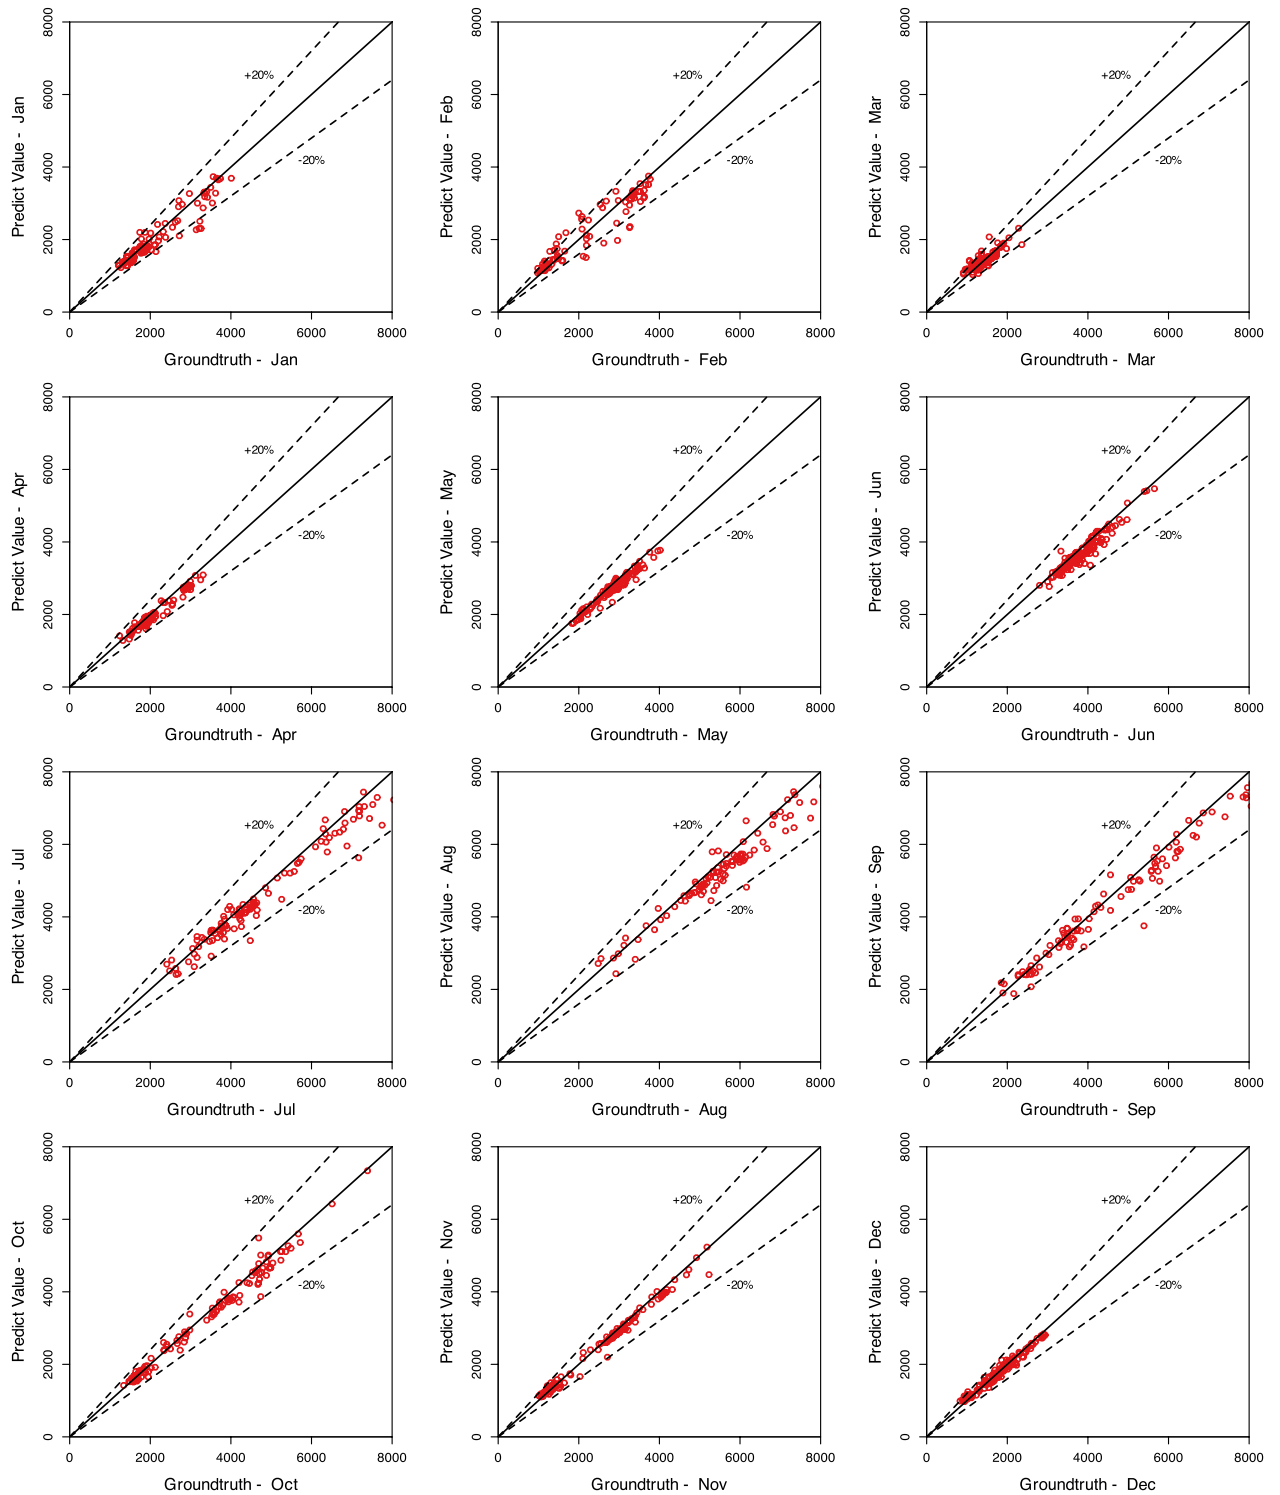 Predict Value - Jan
0 2000 4000 6000 8000
+20%
-20%
0 2000 4000 6000 8000
Groundtruth - Jan
Predict Value - Feb
0 2000 4000 6000 8000
+20%
-20%
0 2000 4000 6000 8000
Groundtruth - Feb
Predict Value - Mar
0 2000 4000 6000 8000
+20%
-20%
0 2000 4000 6000 8000
Groundtruth - Mar
Predict Value - Apr
0 2000 4000 6000 8000
+20%
-20%
0 2000 4000 6000 8000
Groundtruth - Apr
Predict Value - May
0 2000 4000 6000 8000
+20%
-20%
0 2000 4000 6000 8000
Groundtruth - May
Predict Value - Jun
0 2000 4000 6000 8000
+20%
-20%
0 2000 4000 6000 8000
Groundtruth - Jun
Predict Value - Jul
0 2000 4000 6000 8000
+20%
-20%
0 2000 4000 6000 8000
Groundtruth - Jul
Predict Value - Aug
0 2000 4000 6000 8000
+20%
-20%
0 2000 4000 6000 8000
Groundtruth - Aug
Predict Value - Sep
0 2000 4000 6000 8000
+20%
-20%
0 2000 4000 6000 8000
Groundtruth - Sep
Predict Value - Oct
0 2000 4000 6000 8000
+20%
-20%
0 2000 4000 6000 8000
Groundtruth - Oct
Predict Value - Nov
0 2000 4000 6000 8000
+20%
-20%
0 2000 4000 6000 8000
Groundtruth - Nov
Predict Value - Dec
0 2000 4000 6000 8000
+20%
-20%
0 2000 4000 6000 8000
Groundtruth - Dec